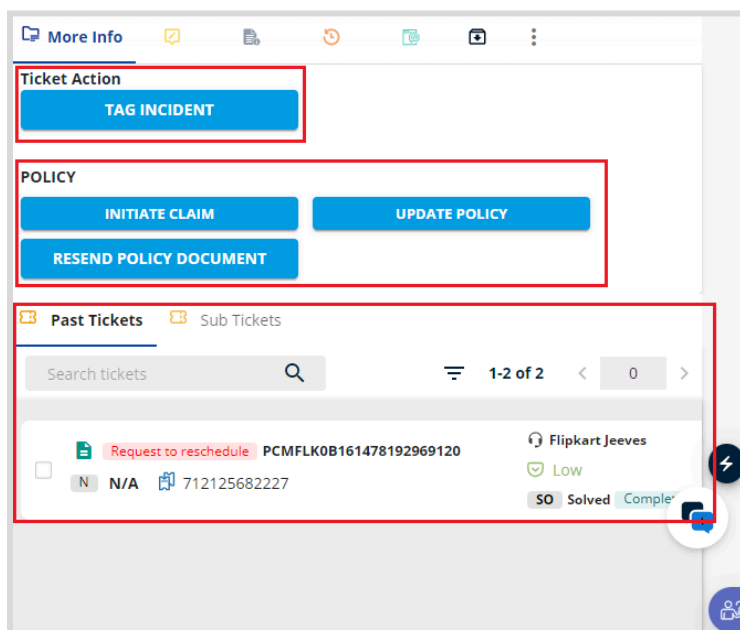 More Info
Ticket Action
TAG INCIDENT
POLICY
INITIATE CLAIM
UPDATE POLICY
RESEND POLICY DOCUMENT
Past Tickets
Sub Tickets
Search tickets
1-2 of 2
0
Request to reschedule PCMFLK0B161478192969120
Flipkart Jeeves
Low
N N/A 712125682227
SO Solved